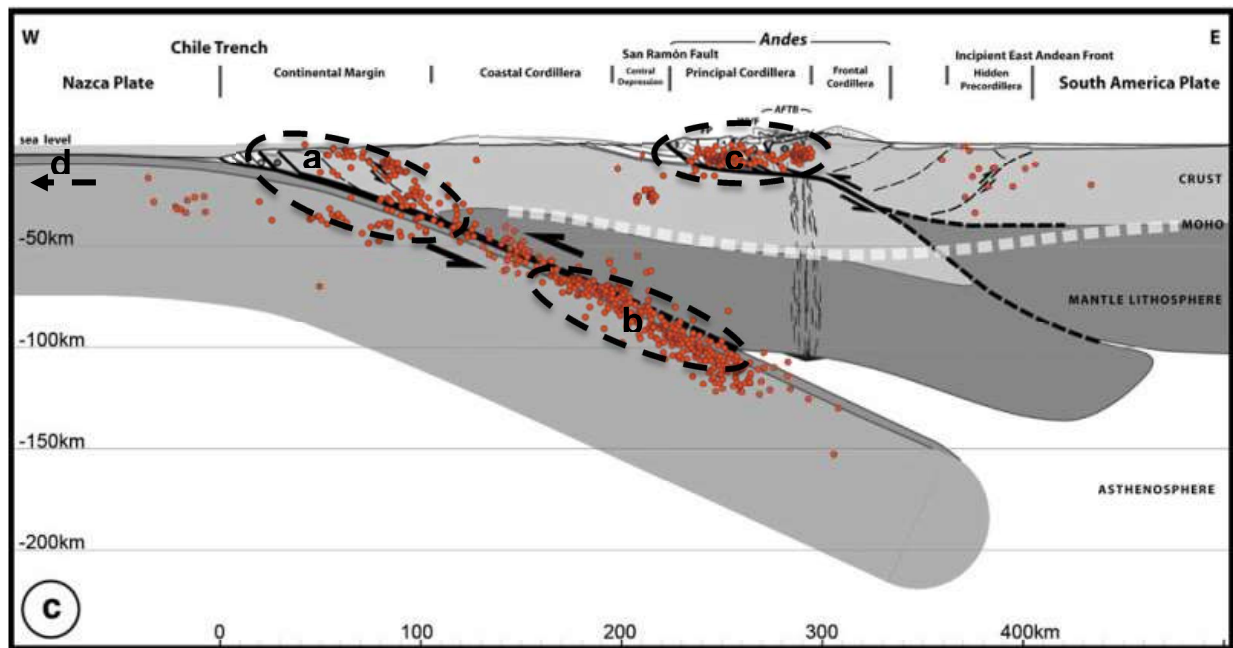 W
E
Chile Trench
Andes
San Ramón Fault
Incipient East Andean Front
Nazca Plate
Continental Margin
Coastal Cordillera
Central
Depression
Principal Cordillera
Frontal
Cordillera
Hidden
Precordillera
South America Plate
AFTB
sea level
a
b
c
d
CRUST
MOHO
-50km
MANTLE LITHOSPHERE
-100km
-150km
ASTHENOSPHERE
-200km
C
0
100
200
300
400km